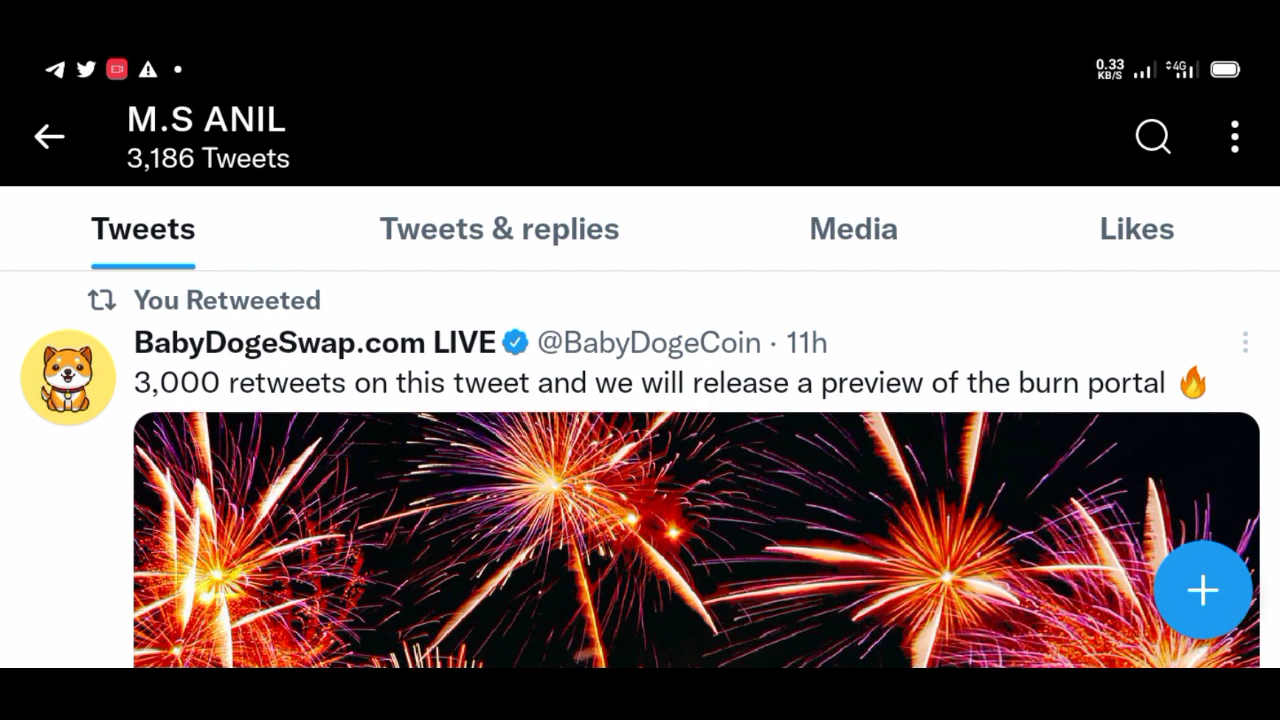 0.33
KB/S
4G
M.S ANIL
3,186 Tweets
Tweets
Tweets & replies
Media
Likes
You Retweeted
BabyDogeSwap.com LIVE @BabyDogeCoin · 11h
3,000 retweets on this tweet and we will release a preview of the burn portal 🔥